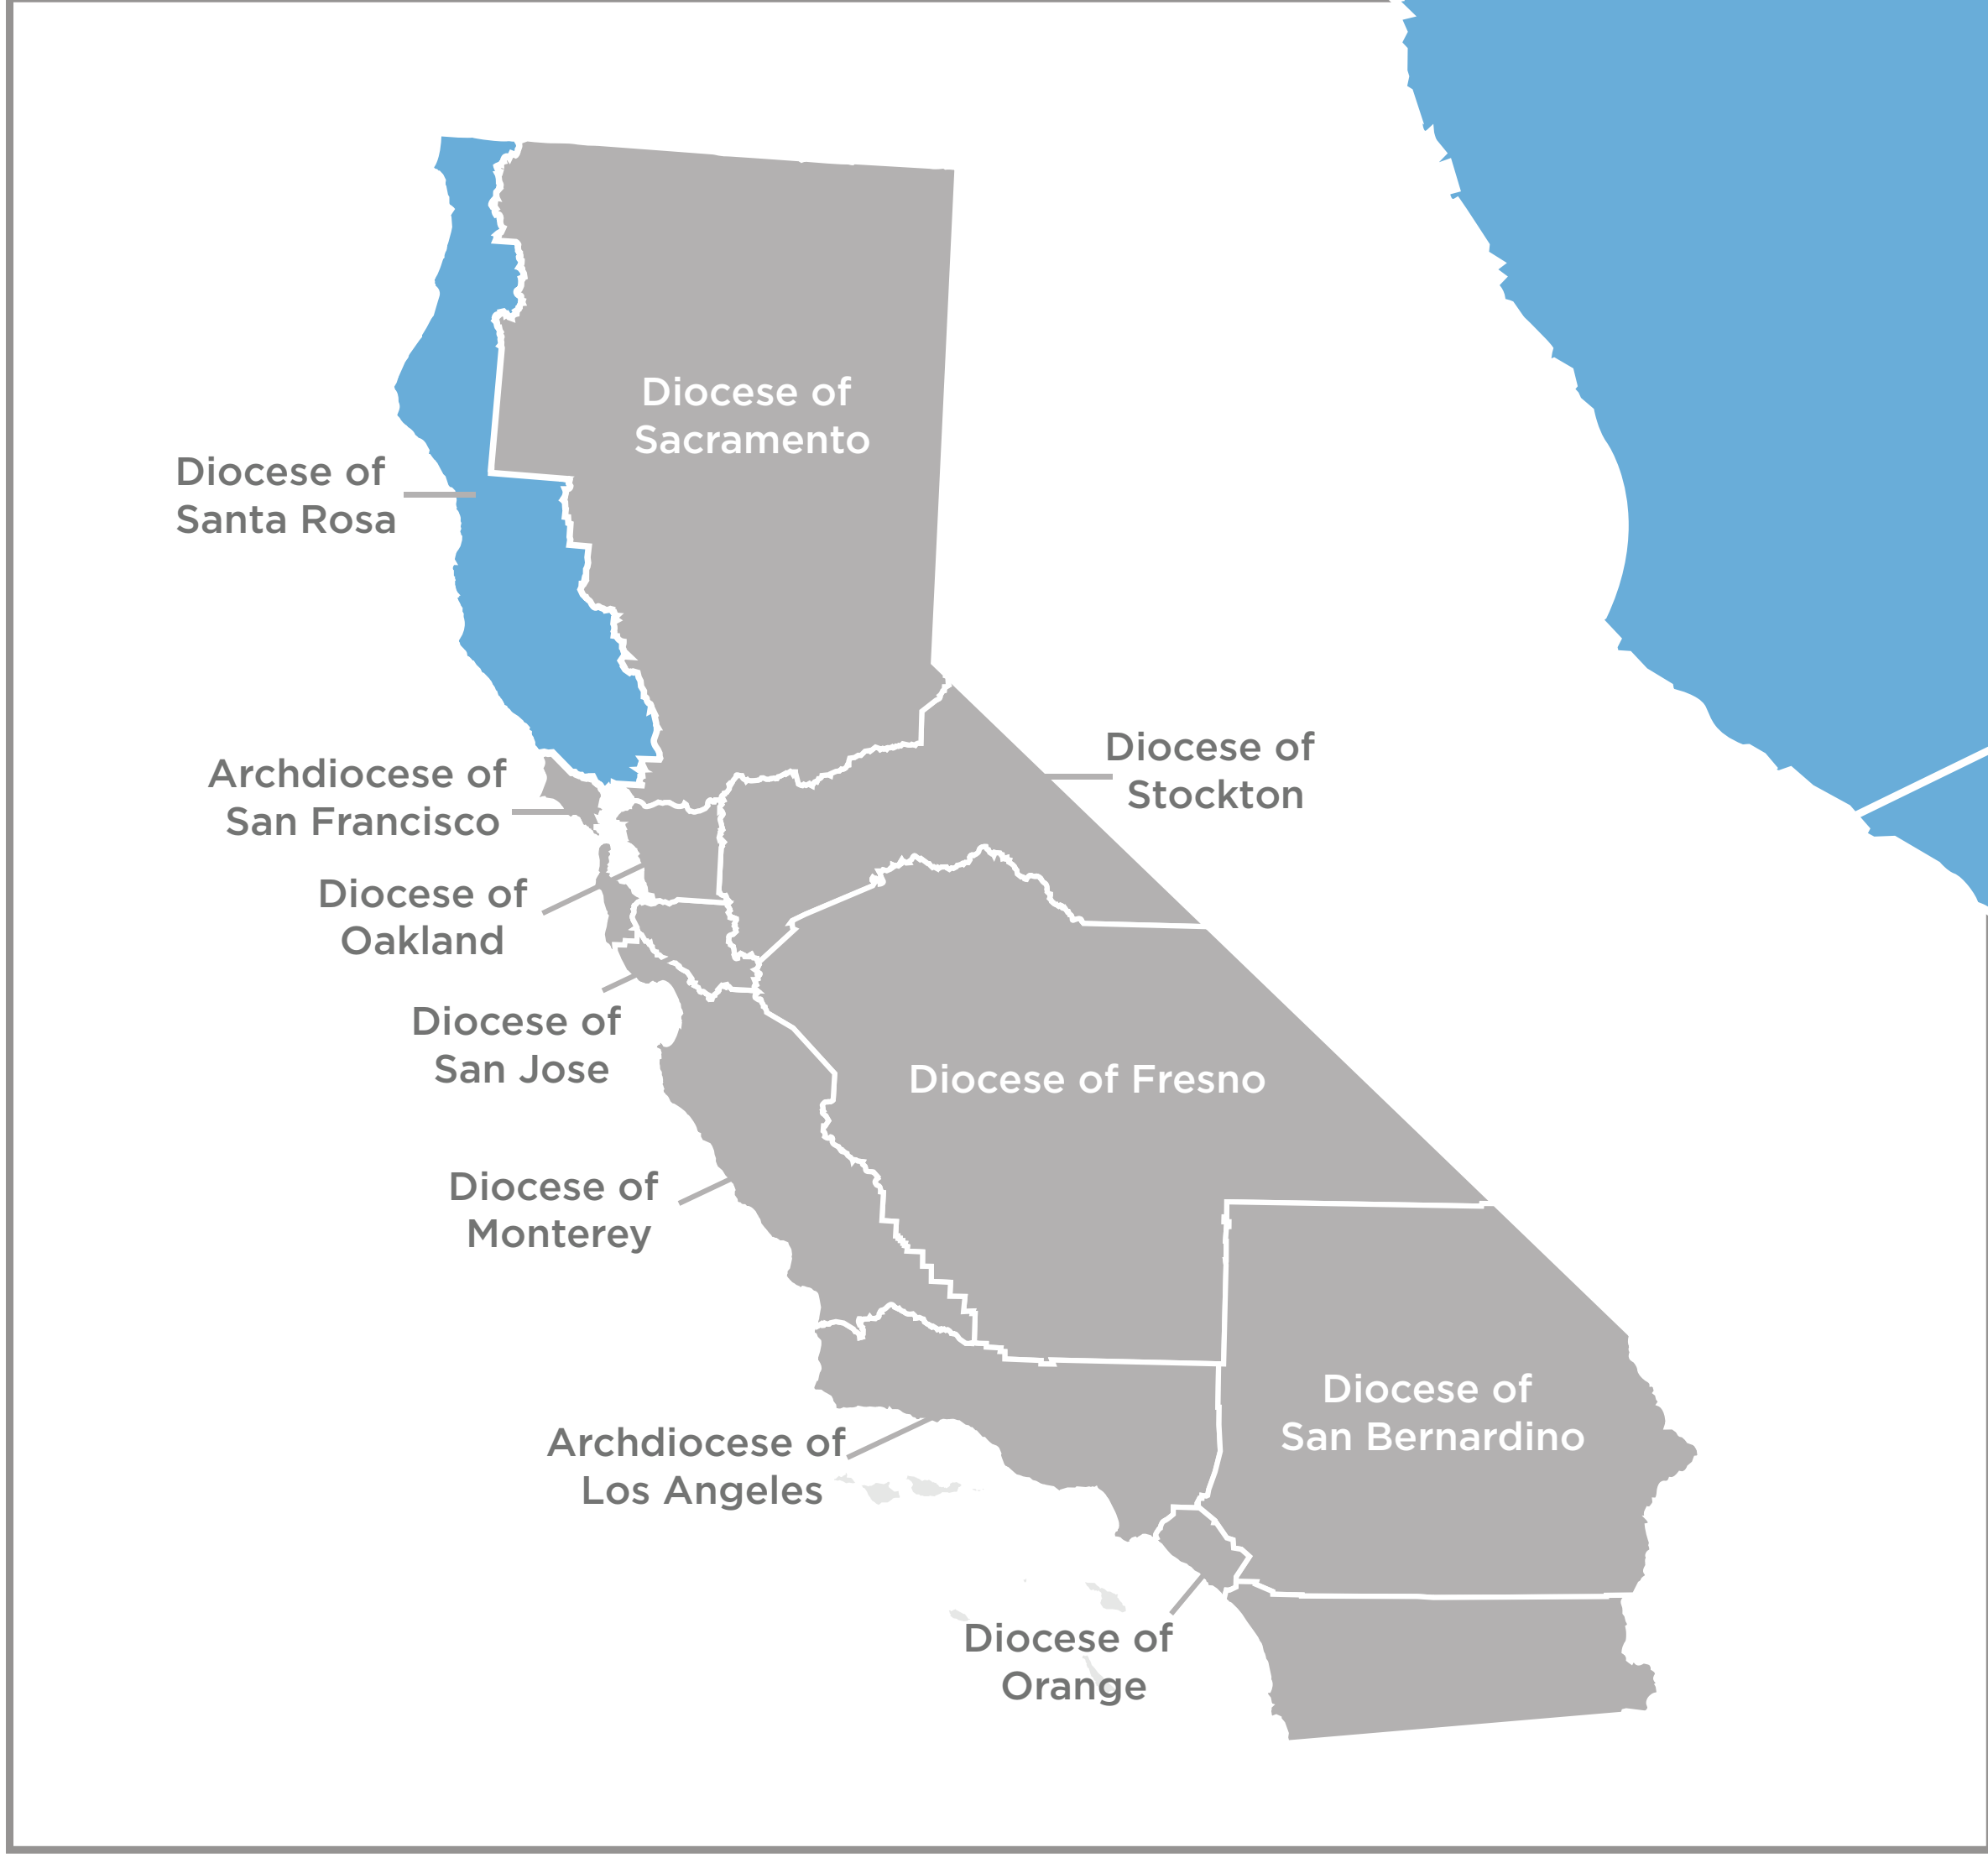 Diocese of
Sacramento
Diocese of
Santa Rosa
Diocese of
Stockton
Archdiocese of
San Francisco
Diocese of
Oakland
Diocese of
San Jose
Diocese of Fresno
Diocese of
Monterey
Diocese of
San Bernardino
Archdiocese of
Los Angeles
Diocese of
Orange